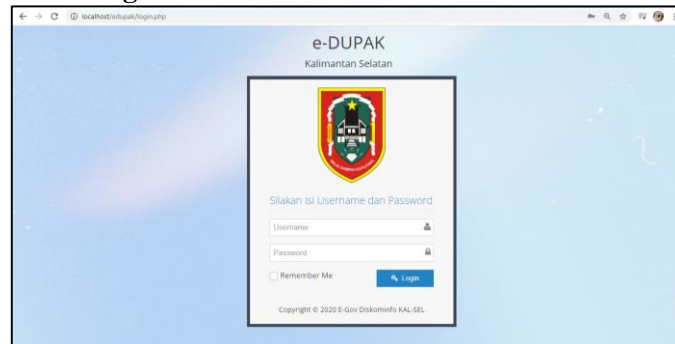 localhost/edupak/login.php
e-DUPAK
Kalimantan Selatan
Silakan isi Username dan Password
Username
Password
Remember Me
Login
Copyright © 2020 E-Gov Diskominfo KAL-SEL